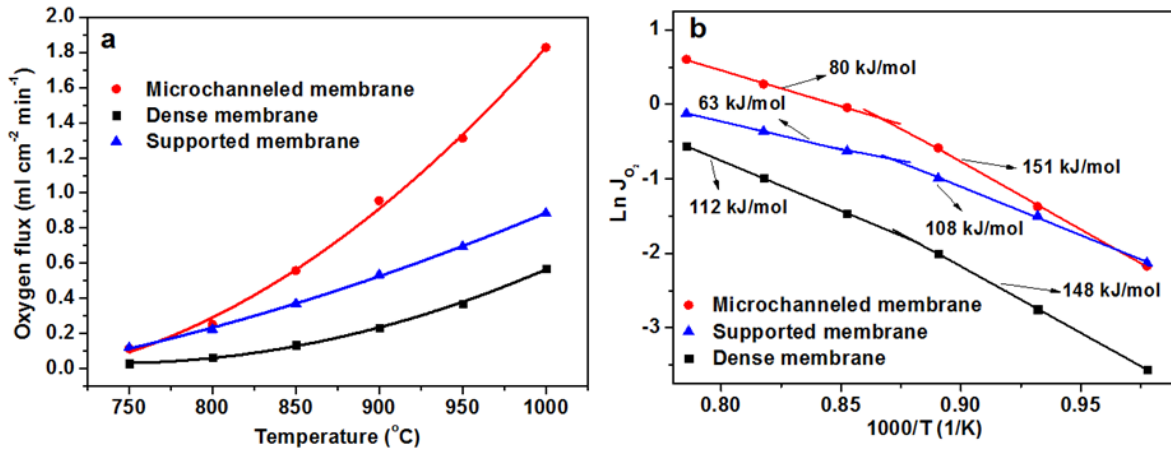 a
Microchanneled membrane
Dense membrane
Supported membrane
Oxygen flux (ml cm⁻² min⁻¹)
2.0
1.8
1.6
1.4
1.2
1.0
0.8
0.6
0.4
0.2
0.0
750 800 850 900 950 1000
Temperature (°C)
b
80 kJ/mol
63 kJ/mol
151 kJ/mol
112 kJ/mol
108 kJ/mol
148 kJ/mol
Microchanneled membrane
Supported membrane
Dense membrane
Ln J_O₂
1
0
-1
-2
-3
0.80 0.85 0.90 0.95
1000/T (1/K)